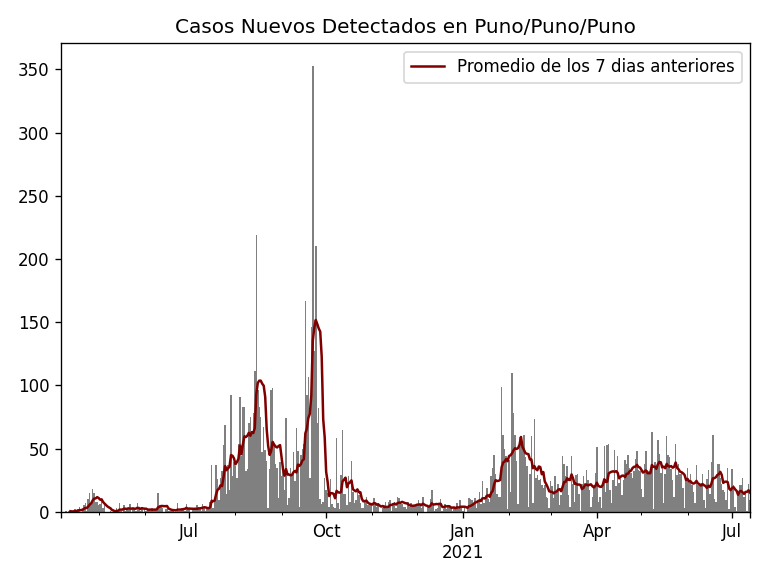 Casos Nuevos Detectados en Puno/Puno/Puno
Promedio de los 7 dias anteriores
350
300
250
200
150
100
50
0
Jul
Oct
Jan
2021
Apr
Jul